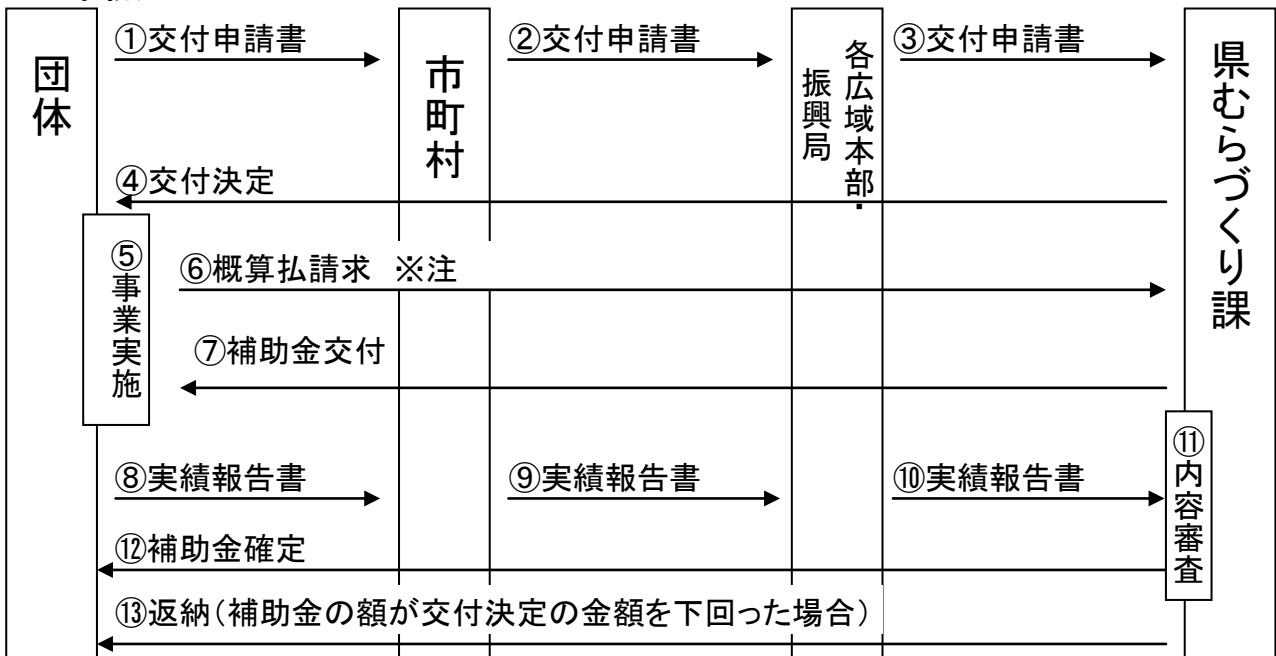 団体
①交付申請書
市町村
②交付申請書
各広域本部・
振興局
③交付申請書
県むらづくり課
④交付決定
⑤事業実施
⑥概算払請求 ※注
⑦補助金交付
⑧実績報告書
⑨実績報告書
⑩実績報告書
⑪内容審査
⑫補助金確定
⑬返納(補助金の額が交付決定の金額を下回った場合)